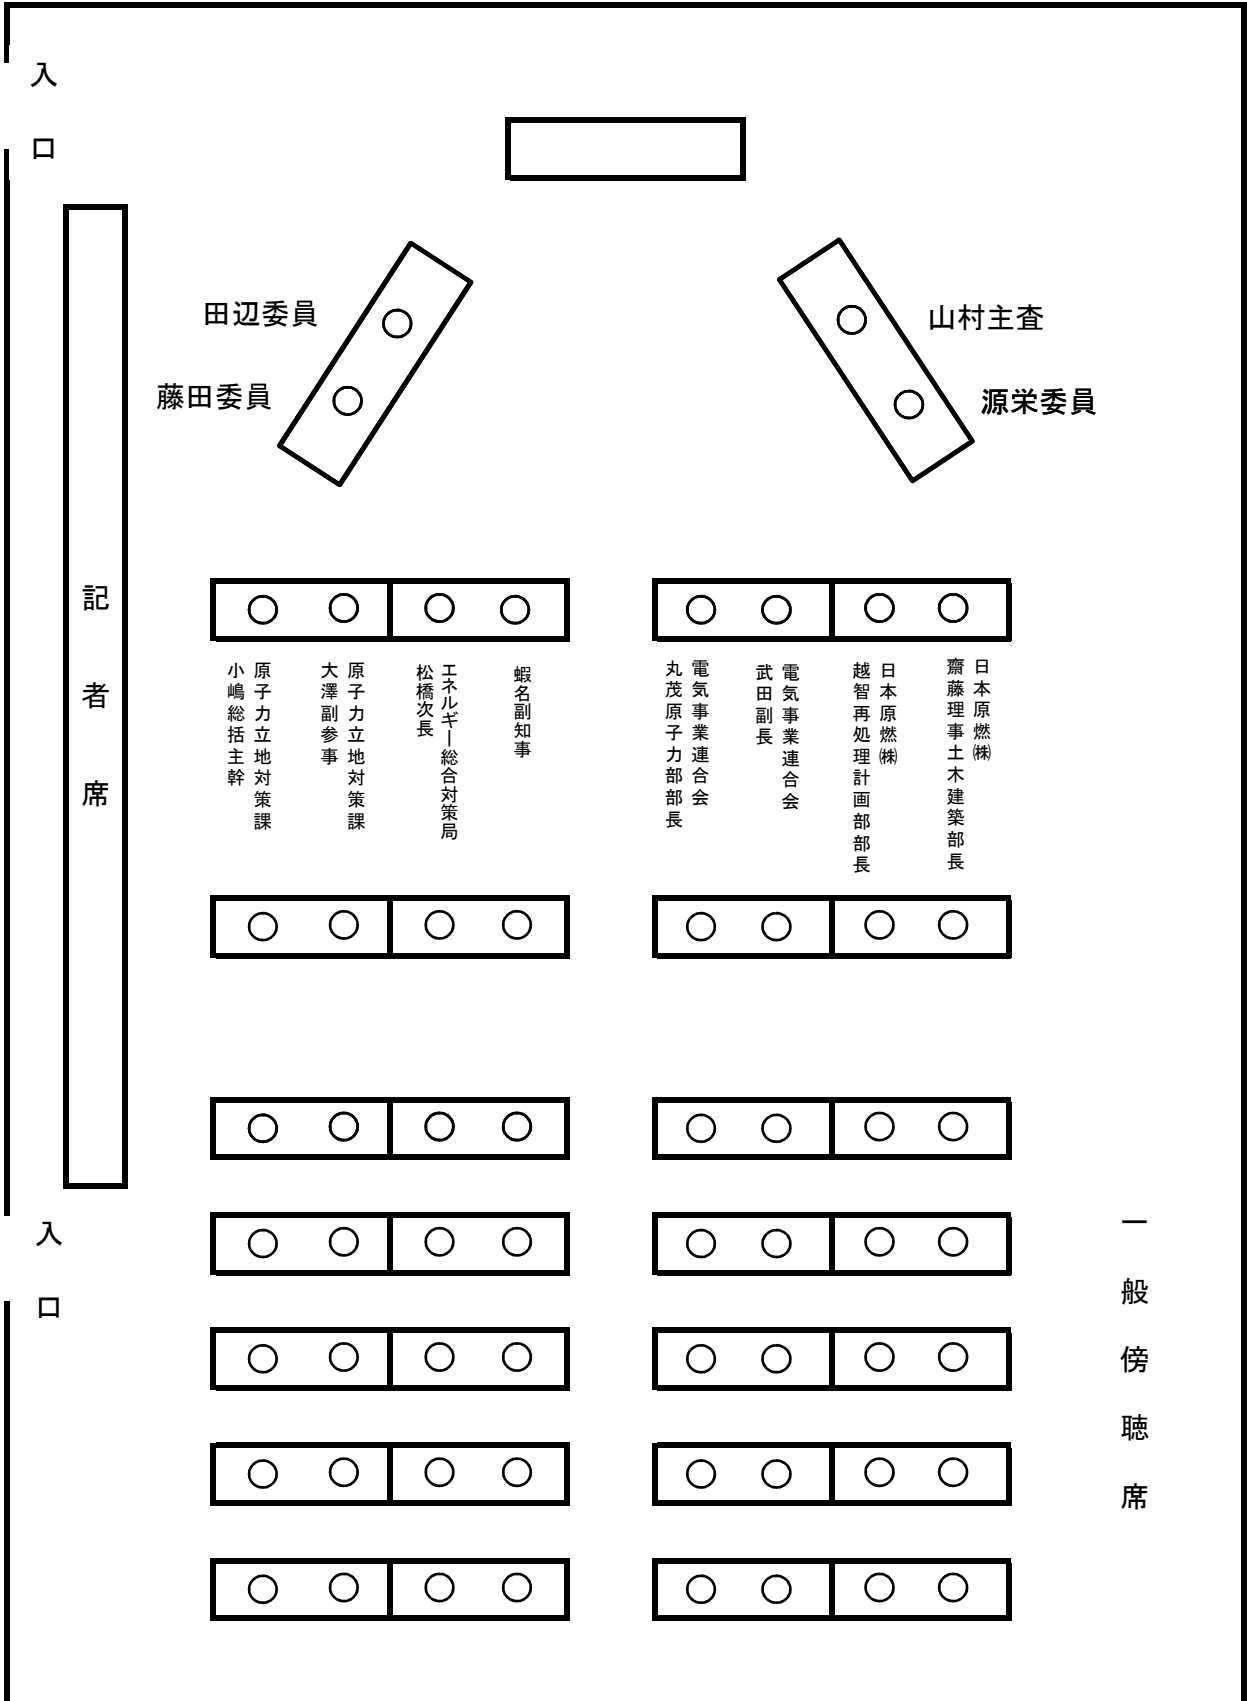 入口
田辺委員
山村主査
藤田委員
源栄委員
記者席
日本原燃㈱
齋藤理事土木建築部長
日本原燃㈱
越智再処理計画部部長
電気事業連合会
武田副長
電気事業連合会
丸茂原子力部部長
蝦名副知事
エネルギー総合対策局
松橋次長
原子力立地対策課
大澤副参事
原子力立地対策課
小嶋総括主幹
入口
一般傍聴席